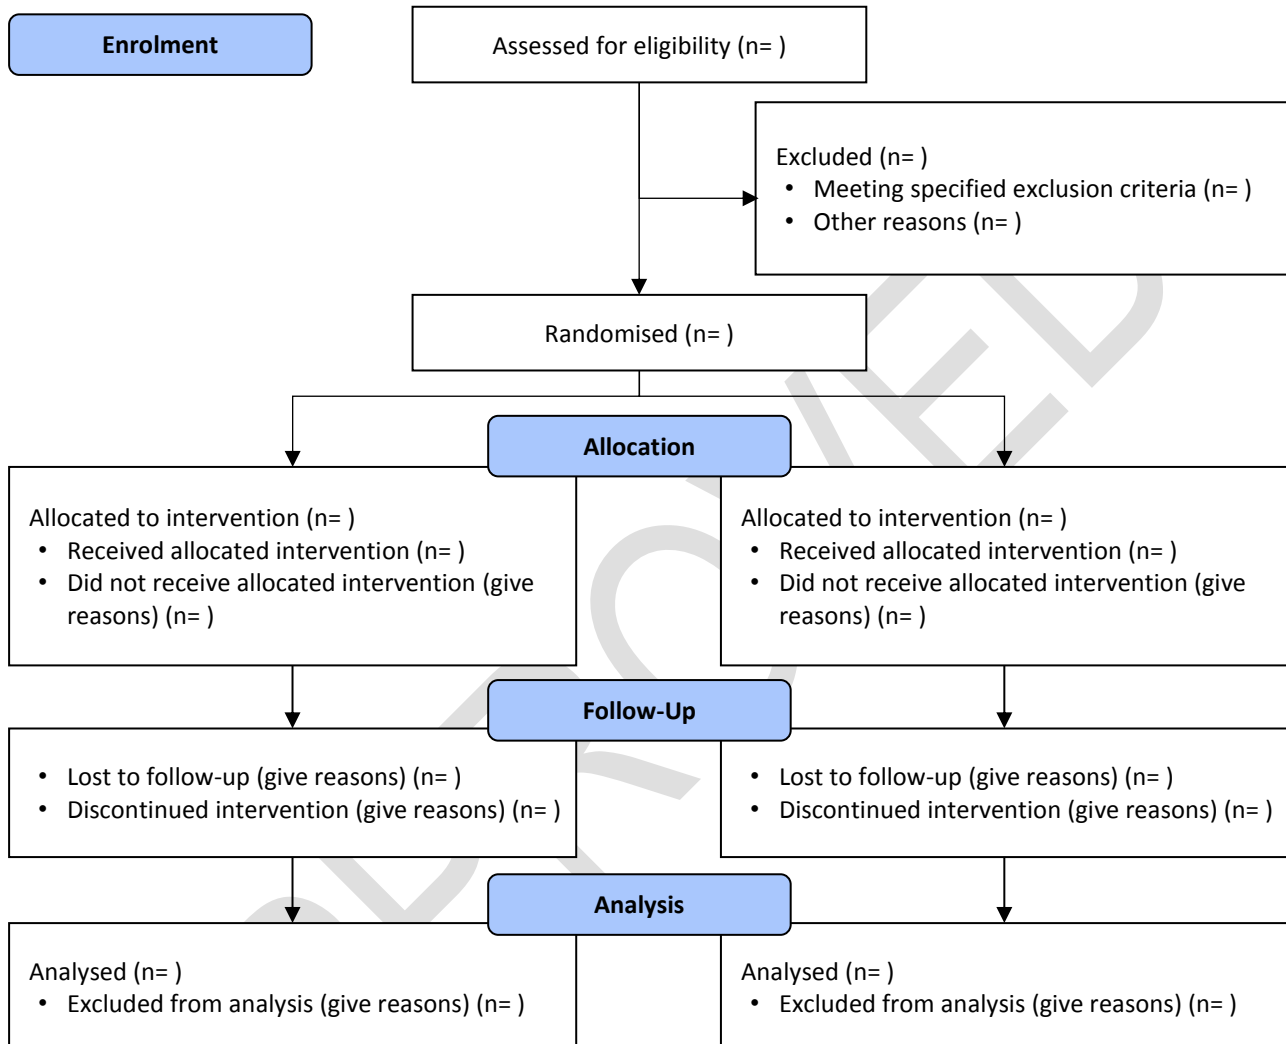 Enrolment
Assessed for eligibility (n= )
Excluded (n= )
• Meeting specified exclusion criteria (n= )
• Other reasons (n= )
Randomised (n= )
Allocation
Allocated to intervention (n= )
• Received allocated intervention (n= )
• Did not receive allocated intervention (give
reasons) (n= )
Allocated to intervention (n= )
• Received allocated intervention (n= )
• Did not receive allocated intervention (give
reasons) (n= )
Follow-Up
• Lost to follow-up (give reasons) (n= )
• Discontinued intervention (give reasons) (n= )
• Lost to follow-up (give reasons) (n= )
• Discontinued intervention (give reasons) (n= )
Analysis
Analysed (n= )
• Excluded from analysis (give reasons) (n= )
Analysed (n= )
• Excluded from analysis (give reasons) (n= )